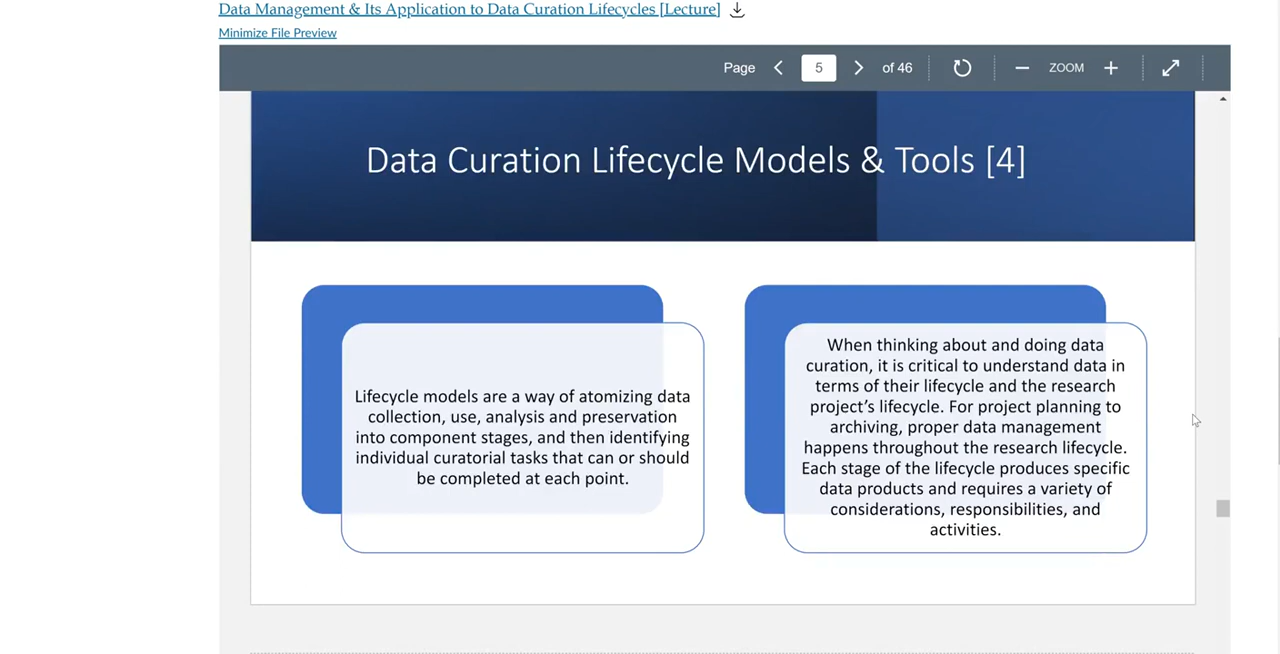 Data Management & Its Application to Data Curation Lifecycles [Lecture]
Minimize File Preview
Page 5 of 46 ZOOM
Data Curation Lifecycle Models & Tools [4]
Lifecycle models are a way of atomizing data
collection, use, analysis and preservation
into component stages, and then identifying
individual curatorial tasks that can or should
be completed at each point.
When thinking about and doing data
curation, it is critical to understand data in
terms of their lifecycle and the research
project's lifecycle. For project planning to
archiving, proper data management
happens throughout the research lifecycle.
Each stage of the lifecycle produces specific
data products and requires a variety of
considerations, responsibilities, and
activities.